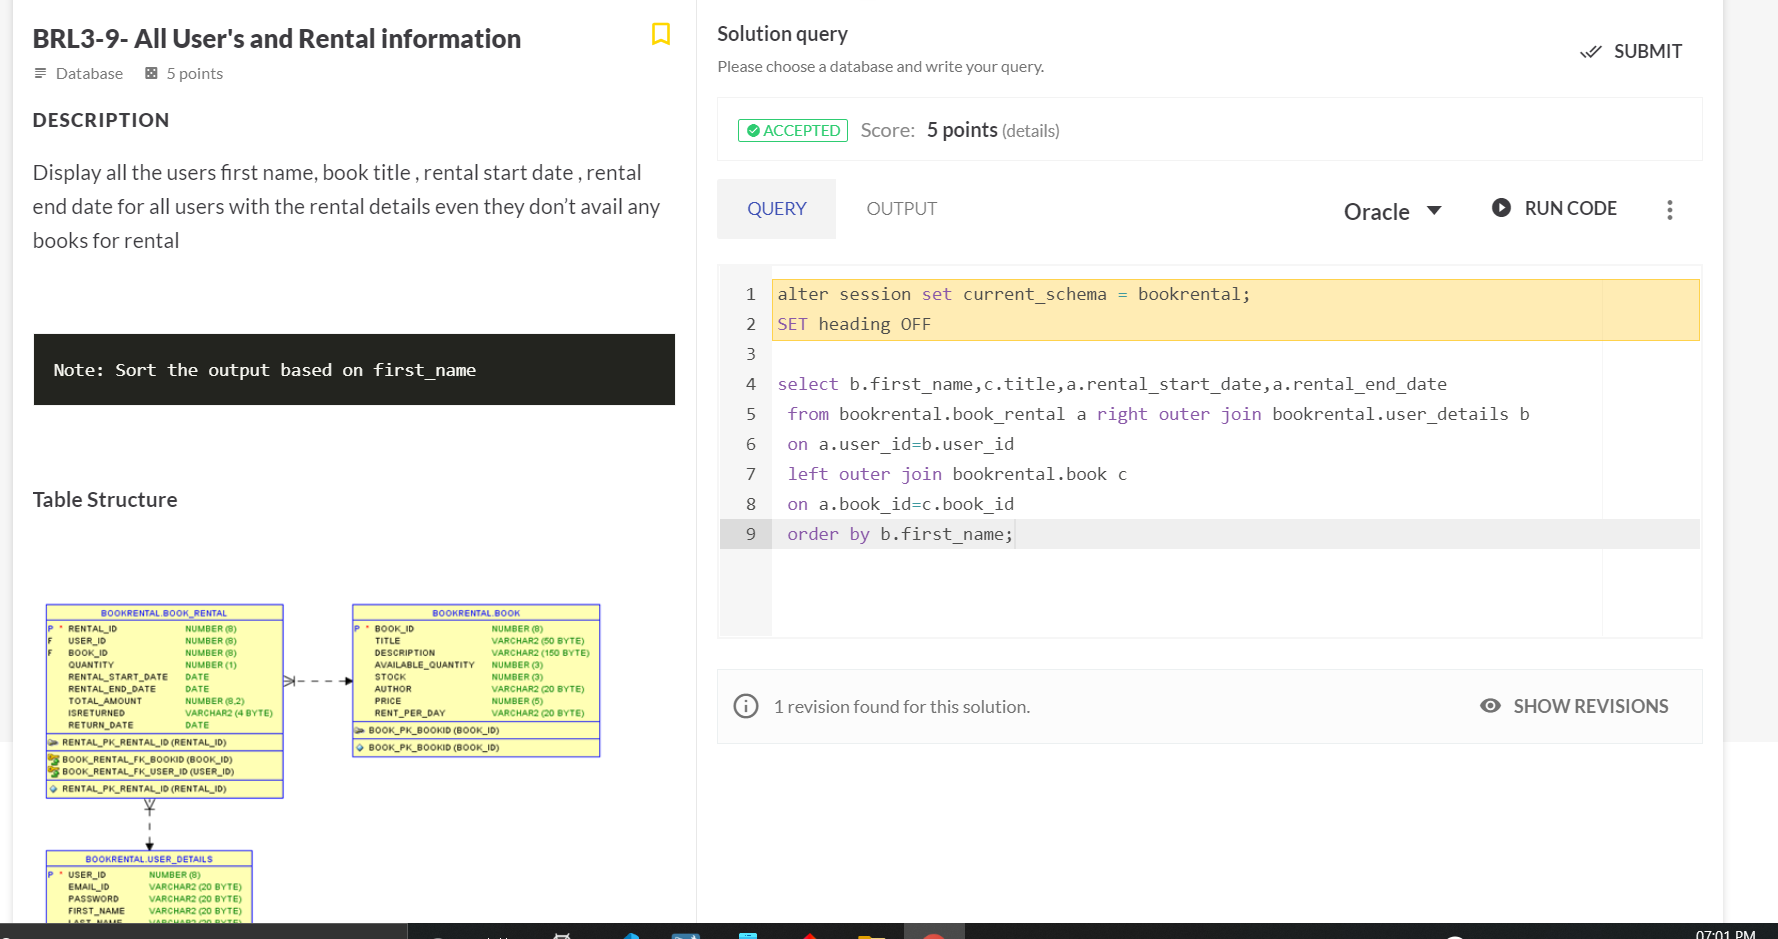 BRL3-9- All User's and Rental information
Database 5 points
DESCRIPTION
Display all the users first name, book title , rental start date , rental
end date for all users with the rental details even they don’t avail any
books for rental
Note: Sort the output based on first_name
Table Structure
BOOKRENTAL.BOOK_RENTAL
P * RENTAL_ID NUMBER (8)
F USER_ID NUMBER (8)
F BOOK_ID NUMBER (8)
QUANTITY NUMBER (1)
RENTAL_START_DATE DATE
RENTAL_END_DATE DATE
TOTAL_AMOUNT NUMBER (8,2)
ISRETURNED VARCHAR2 (4 BYTE)
RETURN_DATE DATE
RENTAL_PK_RENTAL_ID (RENTAL_ID)
BOOK_RENTAL_FK_BOOKID (BOOK_ID)
BOOK_RENTAL_FK_USER_ID (USER_ID)
RENTAL_PK_RENTAL_ID (RENTAL_ID)
BOOKRENTAL.BOOK
P * BOOK_ID NUMBER (8)
TITLE VARCHAR2 (50 BYTE)
DESCRIPTION VARCHAR2 (150 BYTE)
AVAILABLE_QUANTITY NUMBER (3)
STOCK NUMBER (3)
AUTHOR VARCHAR2 (20 BYTE)
PRICE NUMBER (5)
RENT_PER_DAY VARCHAR2 (20 BYTE)
BOOK_PK_BOOKID (BOOK_ID)
BOOK_PK_BOOKID (BOOK_ID)
BOOKRENTAL.USER_DETAILS
P * USER_ID NUMBER (8)
EMAIL_ID VARCHAR2 (20 BYTE)
PASSWORD VARCHAR2 (20 BYTE)
FIRST_NAME VARCHAR2 (20 BYTE)
LAST_NAME VARCHAR2 (20 BYTE)
Solution query
Please choose a database and write your query.
SUBMIT
ACCEPTED Score: 5 points (details)
QUERY OUTPUT Oracle RUN CODE
1 alter session set current_schema = bookrental;
2 SET heading OFF
3
4 select b.first_name,c.title,a.rental_start_date,a.rental_end_date
5 from bookrental.book_rental a right outer join bookrental.user_details b
6 on a.user_id=b.user_id
7 left outer join bookrental.book c
8 on a.book_id=c.book_id
9 order by b.first_name;
1 revision found for this solution. SHOW REVISIONS
07:01 PM